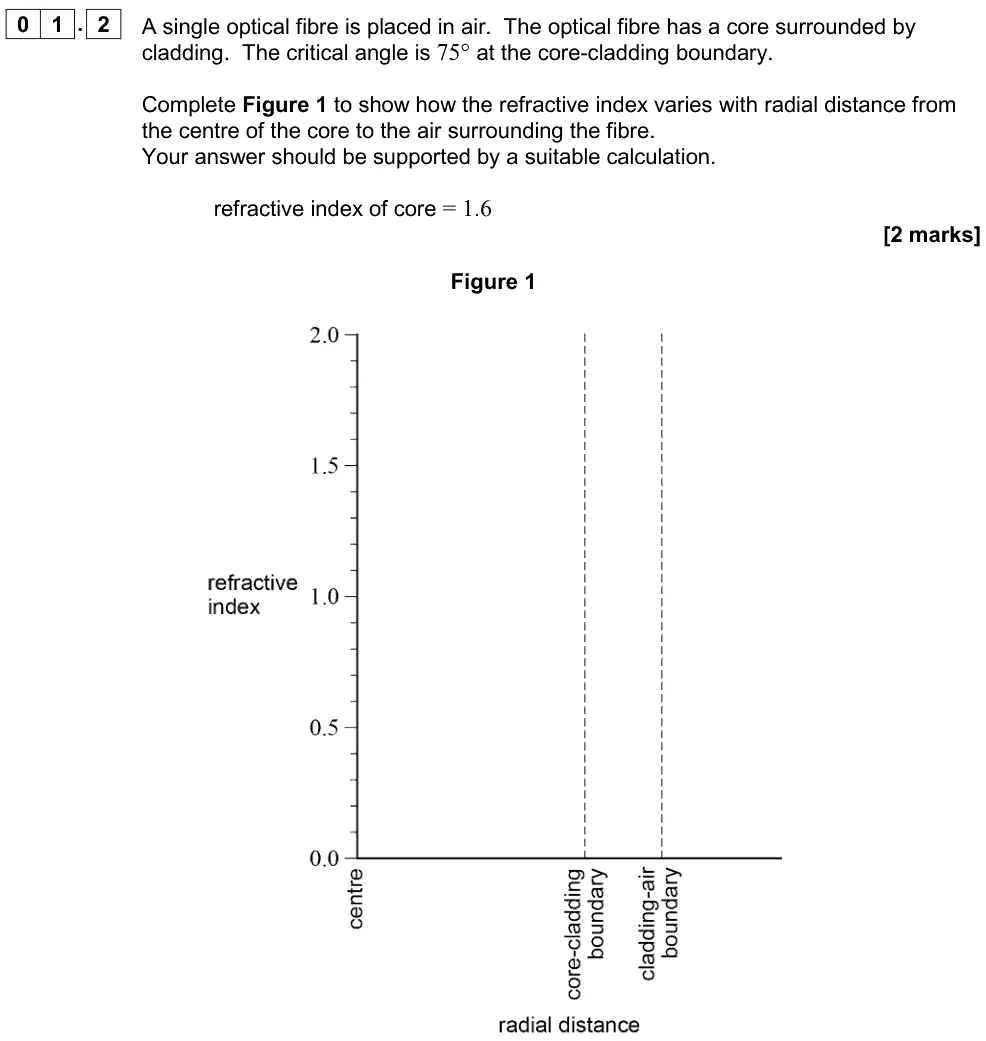 0 1 . 2 A single optical fibre is placed in air. The optical fibre has a core surrounded by
cladding. The critical angle is 75° at the core-cladding boundary.
Complete Figure 1 to show how the refractive index varies with radial distance from
the centre of the core to the air surrounding the fibre.
Your answer should be supported by a suitable calculation.
refractive index of core = 1.6
[2 marks]
Figure 1
2.0
1.5
refractive
index
1.0
0.5
0.0
centre
core-cladding
boundary
cladding-air
boundary
radial distance